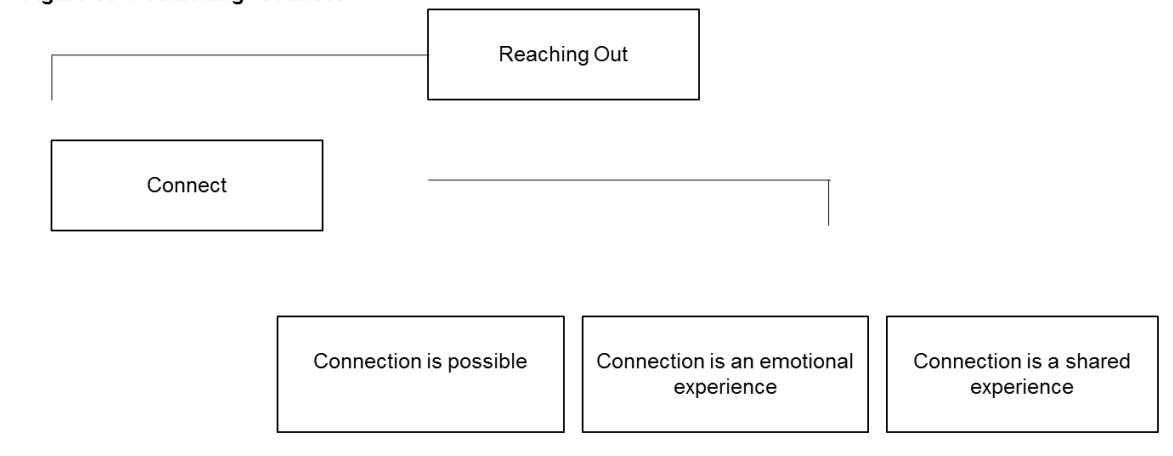 Reaching Out
Connect
Connection is possible
Connection is an emotional
experience
Connection is a shared
experience